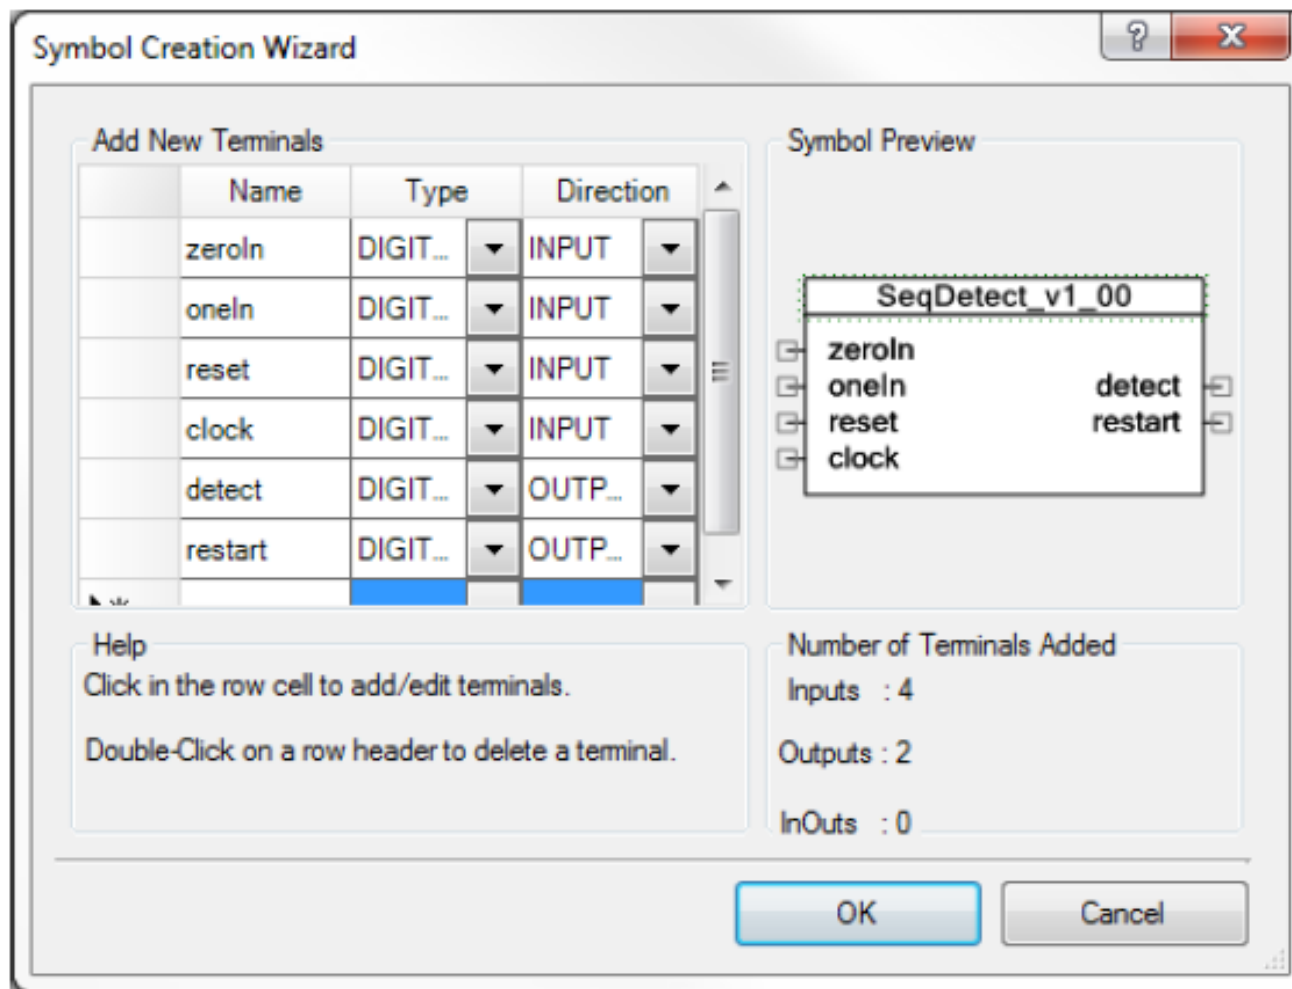 Symbol Creation Wizard
?
Add New Terminals
Name Type Direction
zeroIn DIGIT... INPUT
oneIn DIGIT... INPUT
reset DIGIT... INPUT
clock DIGIT... INPUT
detect DIGIT... OUTP...
restart DIGIT... OUTP...
Symbol Preview
SeqDetect_v1_00
zeroIn
oneIn detect
reset restart
clock
Help
Click in the row cell to add/edit terminals.
Double-Click on a row header to delete a terminal.
Number of Terminals Added
Inputs : 4
Outputs : 2
InOuts : 0
OK Cancel